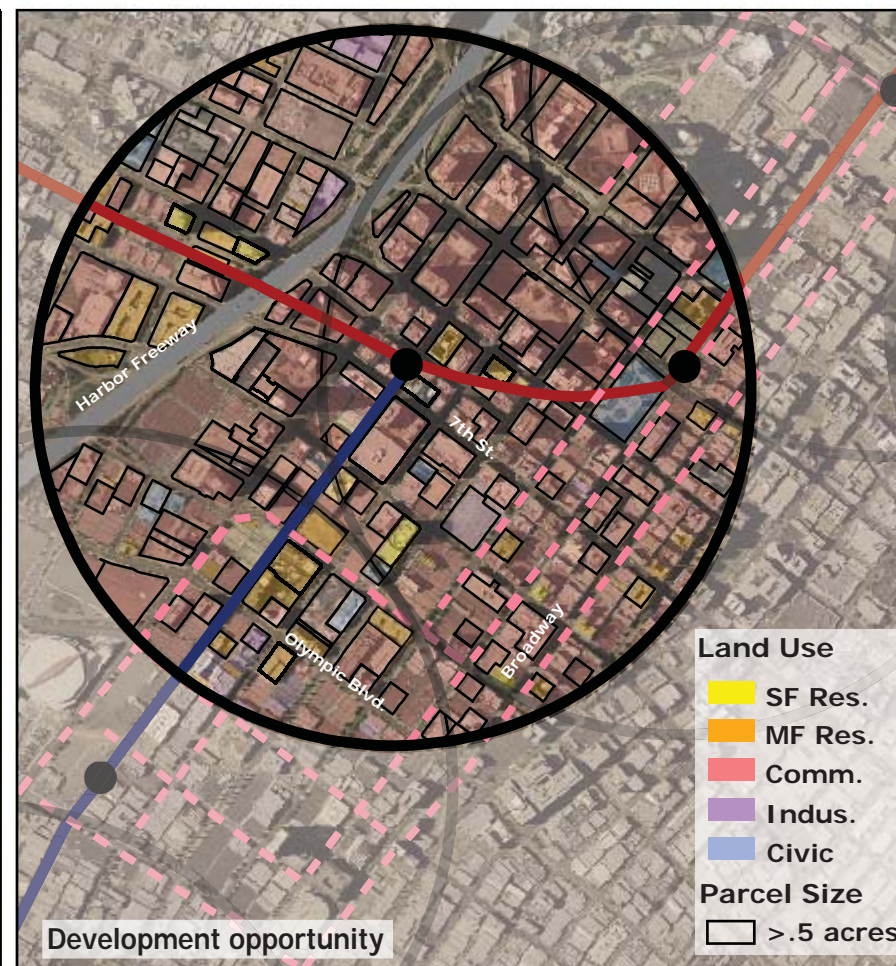 Harbor Freeway
7th St.
Broadway
Olympic Blvd.
Land Use
SF Res.
MF Res.
Comm.
Indus.
Civic
Parcel Size
>.5 acres
Development opportunity